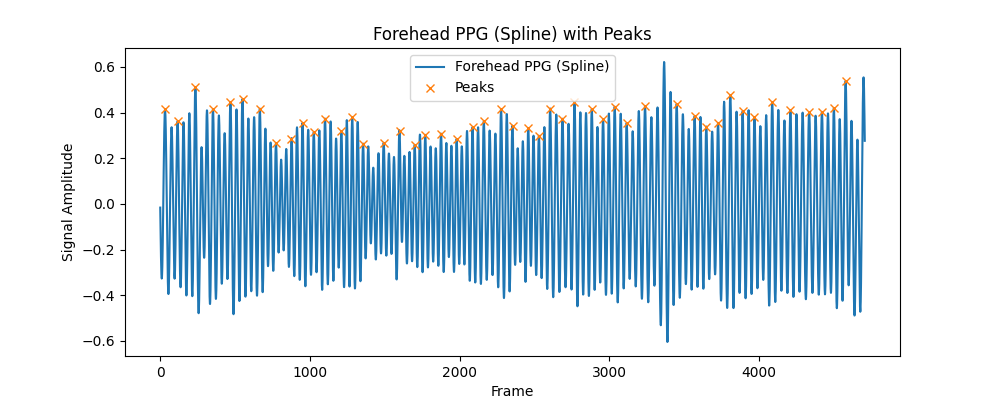 Forehead PPG (Spline) with Peaks
Forehead PPG (Spline)
Peaks
Signal Amplitude
0.6
0.4
0.2
0.0
−0.2
−0.4
−0.6
0 1000 2000 3000 4000
Frame